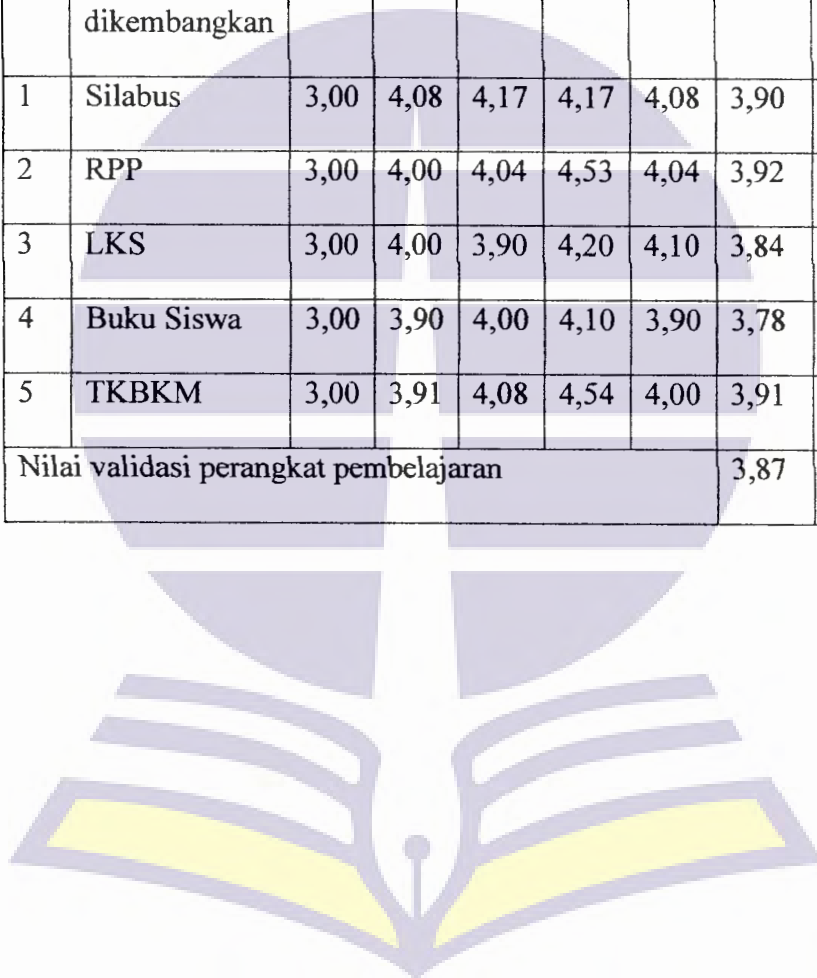 dikembangkan
1 Silabus 3,00 4,08 4,17 4,17 4,08 3,90
2 RPP 3,00 4,00 4,04 4,53 4,04 3,92
3 LKS 3,00 4,00 3,90 4,20 4,10 3,84
4 Buku Siswa 3,00 3,90 4,00 4,10 3,90 3,78
5 TKBKM 3,00 3,91 4,08 4,54 4,00 3,91
Nilai validasi perangkat pembelajaran 3,87